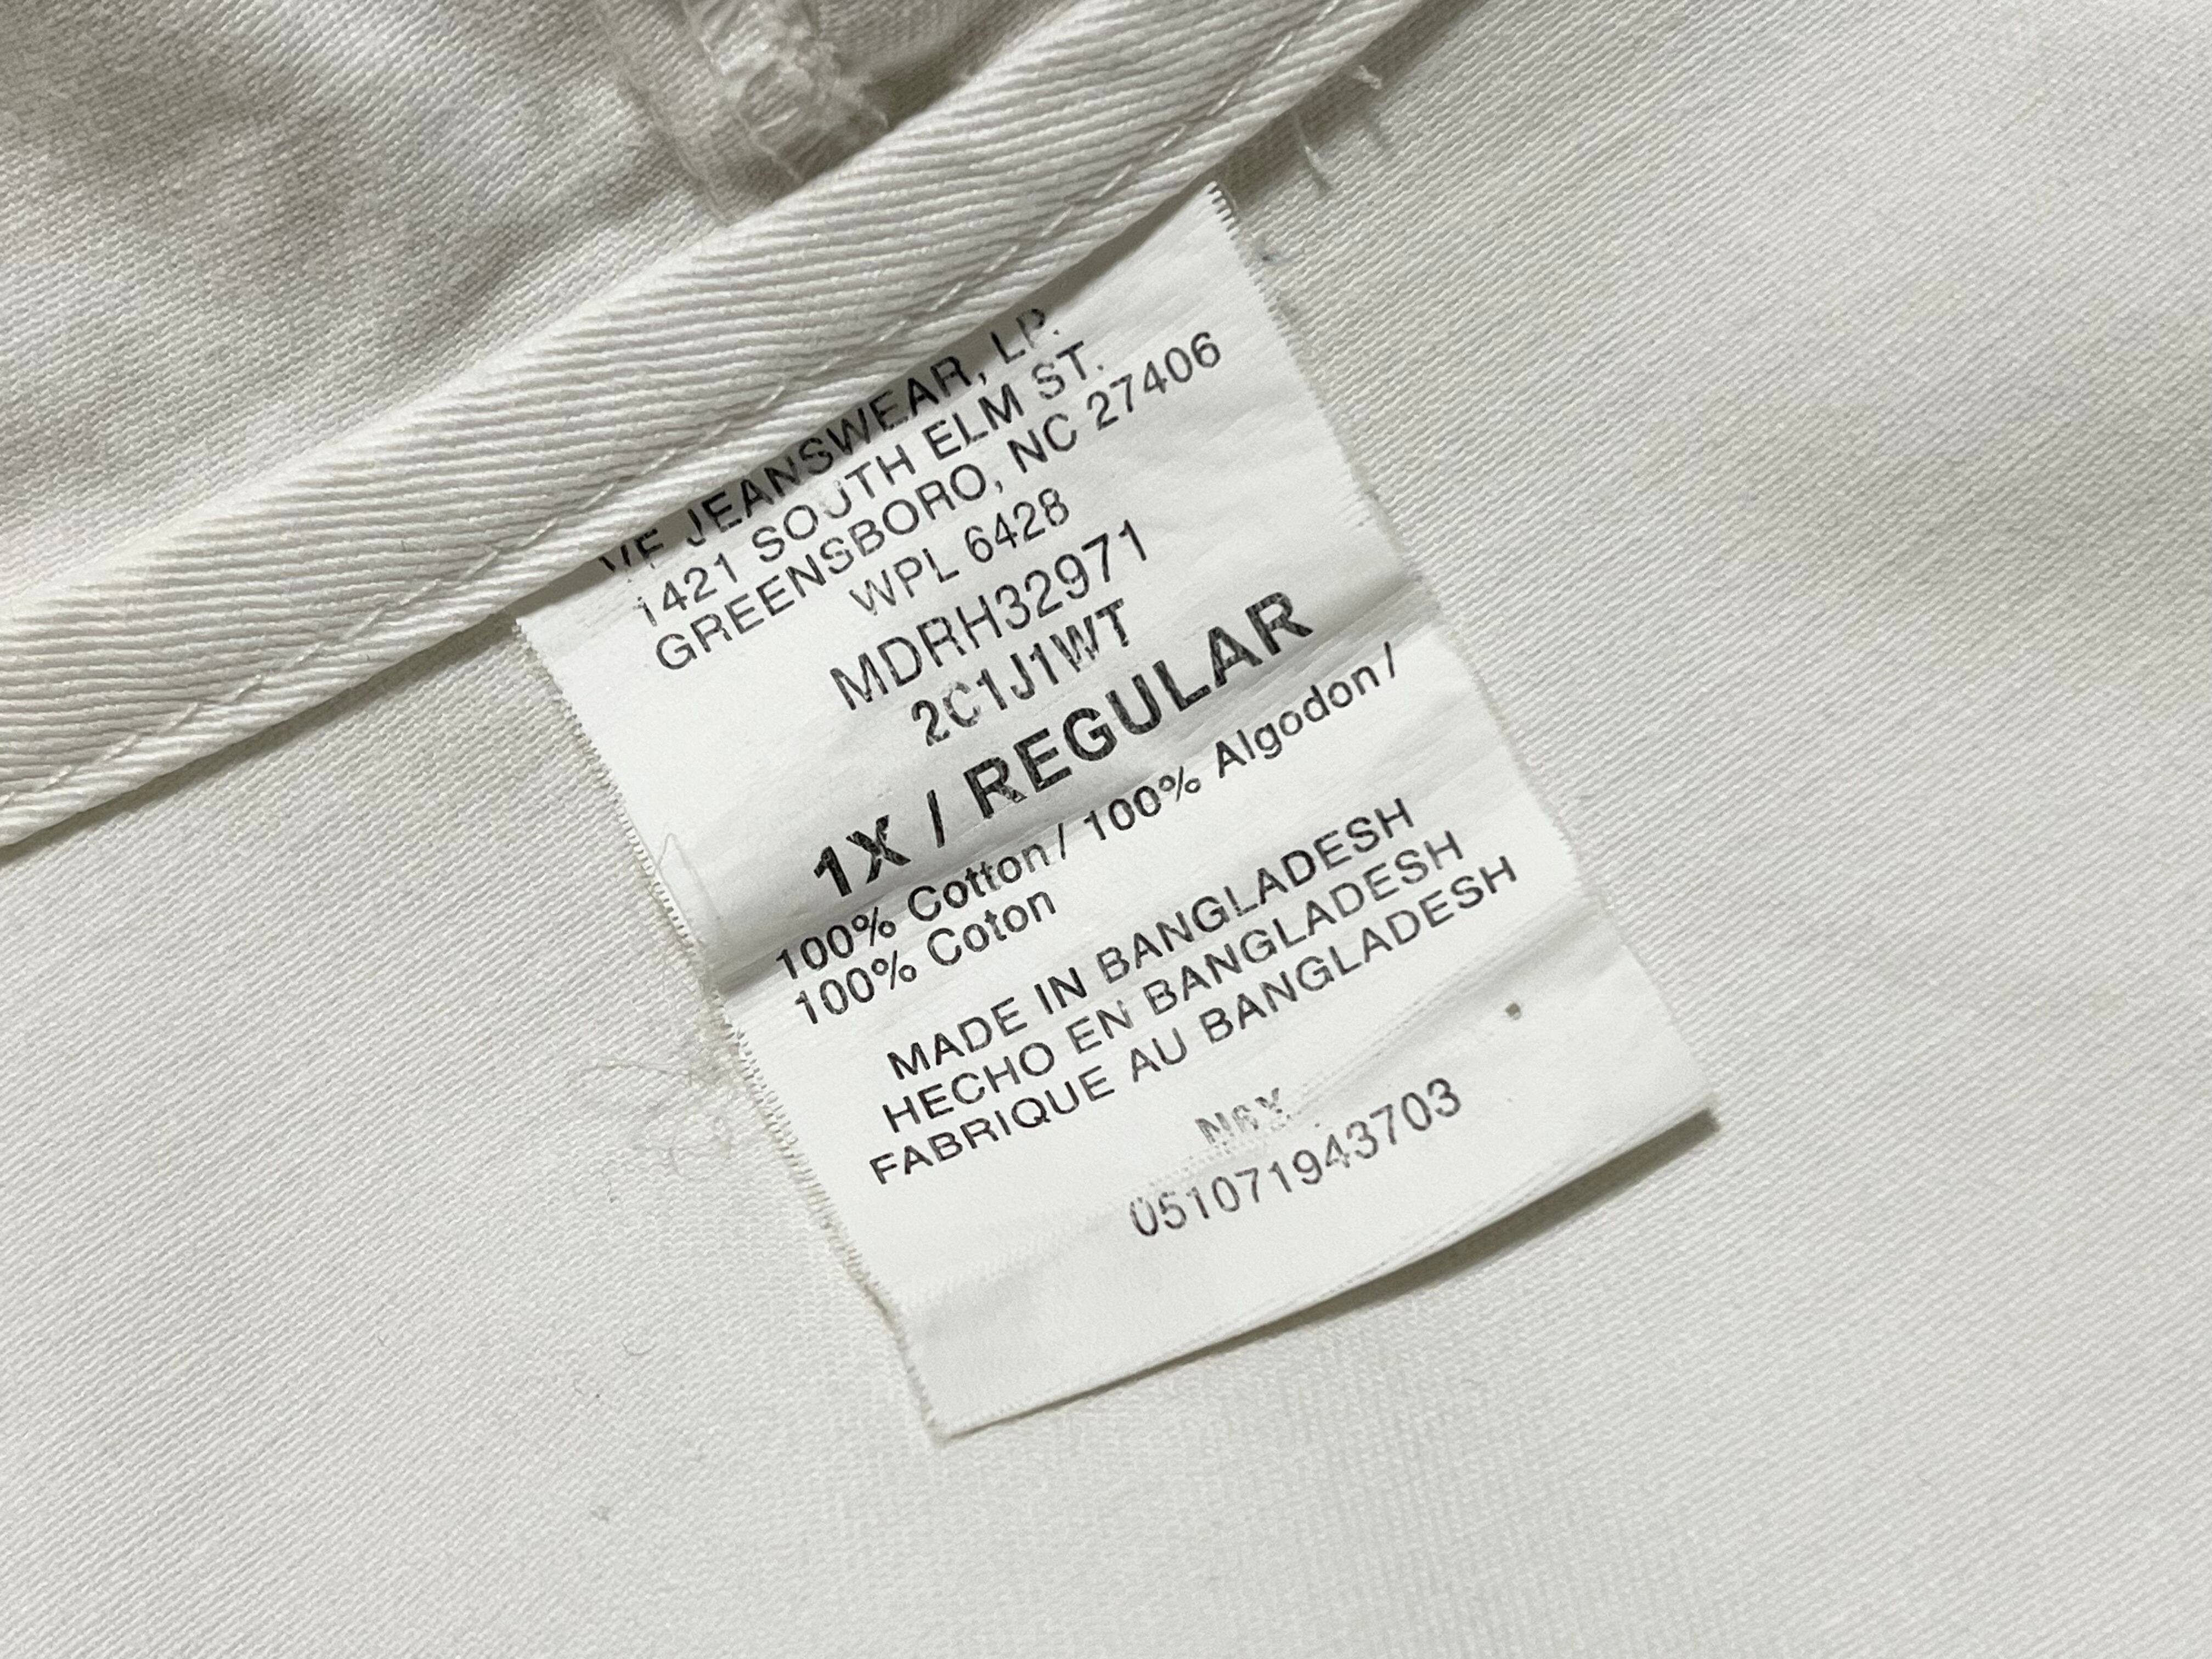 VF JEANSWEAR, LP.
1421 SOUTH ELM ST.
GREENSBORO, NC 27406
WPL 6428
MDRH32971
2C1J1WT
1X / REGULAR
100% Cotton / 100% Algodon /
100% Coton
MADE IN BANGLADESH
HECHO EN BANGLADESH
FABRIQUE AU BANGLADESH
051071943703